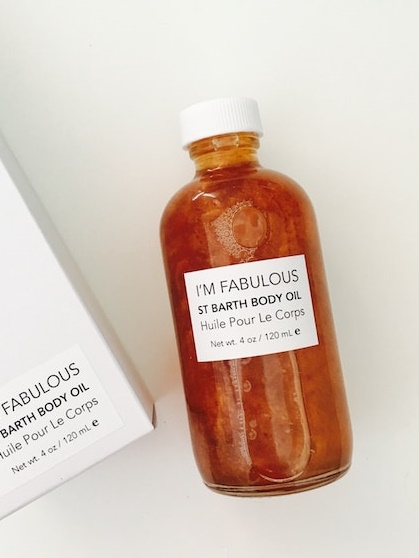 I'M FABULOUS
ST BARTH BODY OIL
Huile Pour Le Corps
Net wt. 4 oz / 120 mL e
FABULOUS
BARTH BODY OIL
Pour Le Corps
Net wt. 4 oz / 120 mL e